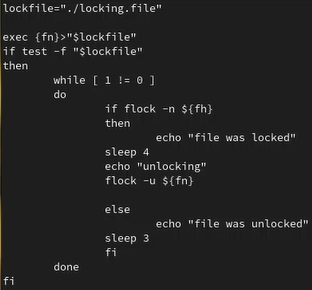 lockfile="./locking.file"

exec {fn}>"$lockfile"
if test -f "$lockfile"
then
        while [ 1 != 0 ]
        do
                if flock -n ${fh}
                then
                        echo "file was locked"
                sleep 4
                echo "unlocking"
                flock -u ${fn}

                else
                        echo "file was unlocked"
                sleep 3
                fi
        done
fi